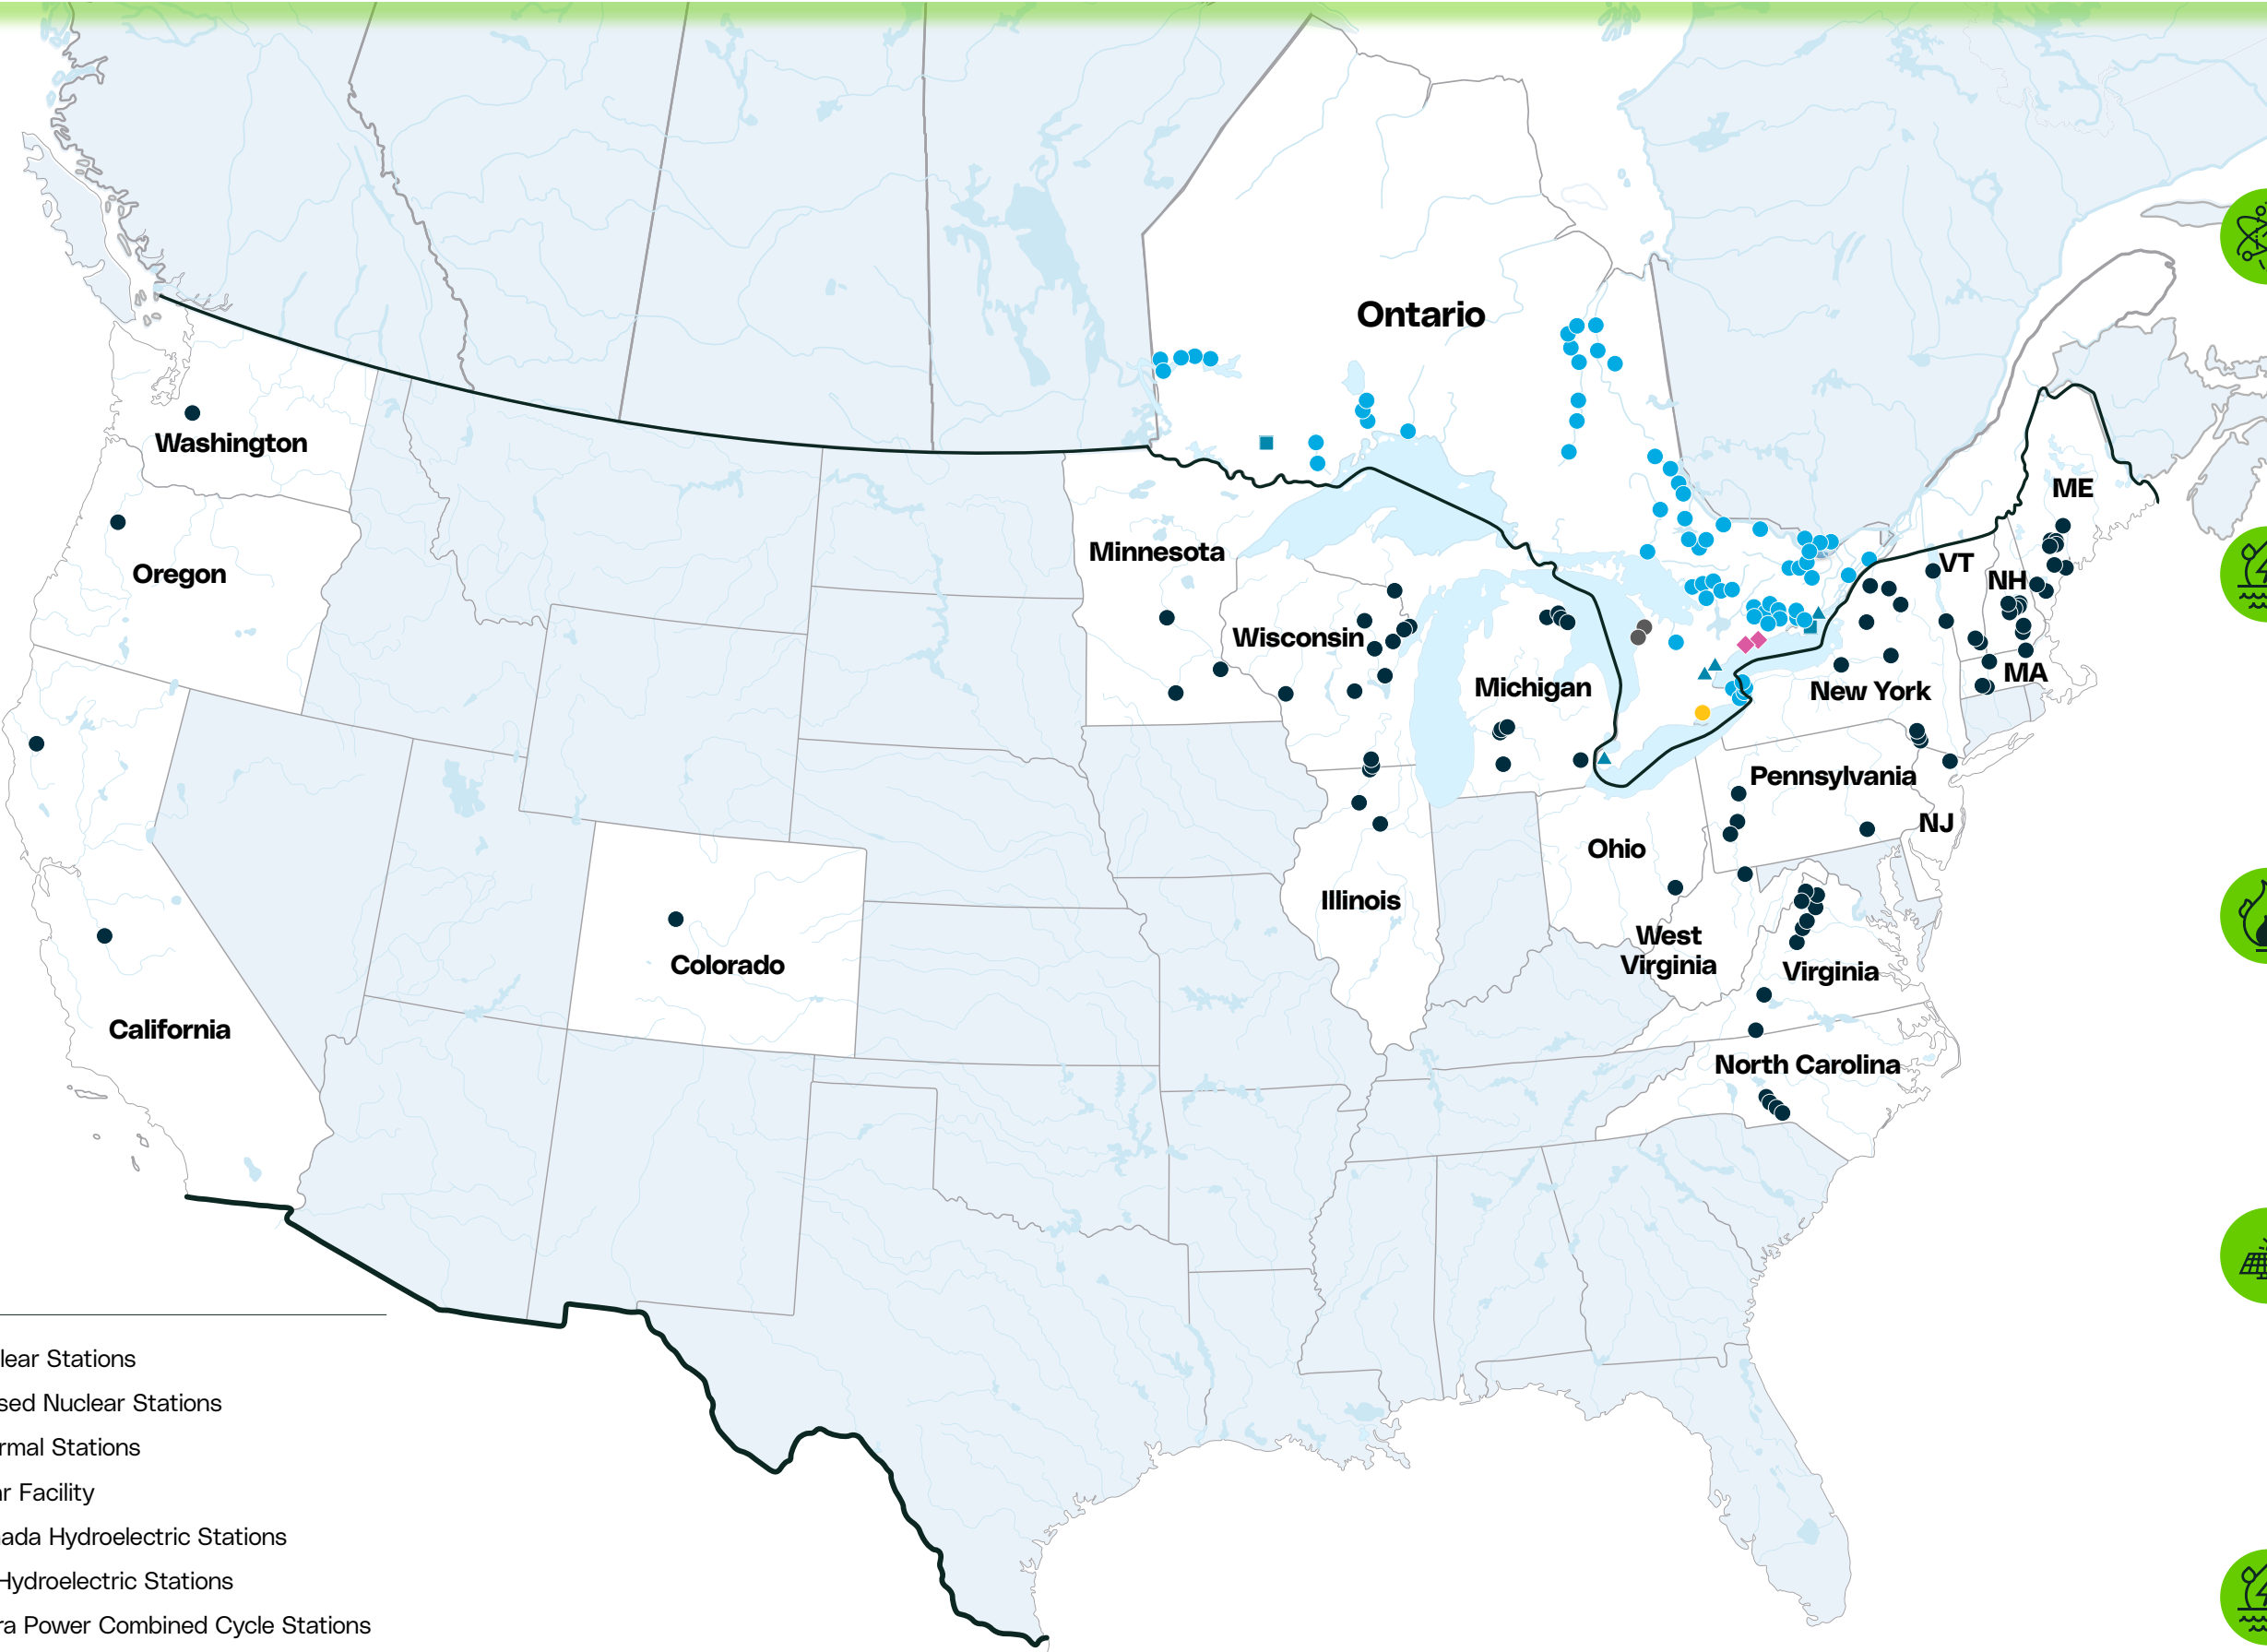 Ontario
Washington
Oregon
California
Colorado
Minnesota
Wisconsin
Michigan
Illinois
Ohio
West
Virginia
Virginia
North Carolina
Pennsylvania
NJ
New York
MA
NH
VT
ME
lear Stations
sed Nuclear Stations
rmal Stations
r Facility
ada Hydroelectric Stations
Hydroelectric Stations
ra Power Combined Cycle Stations